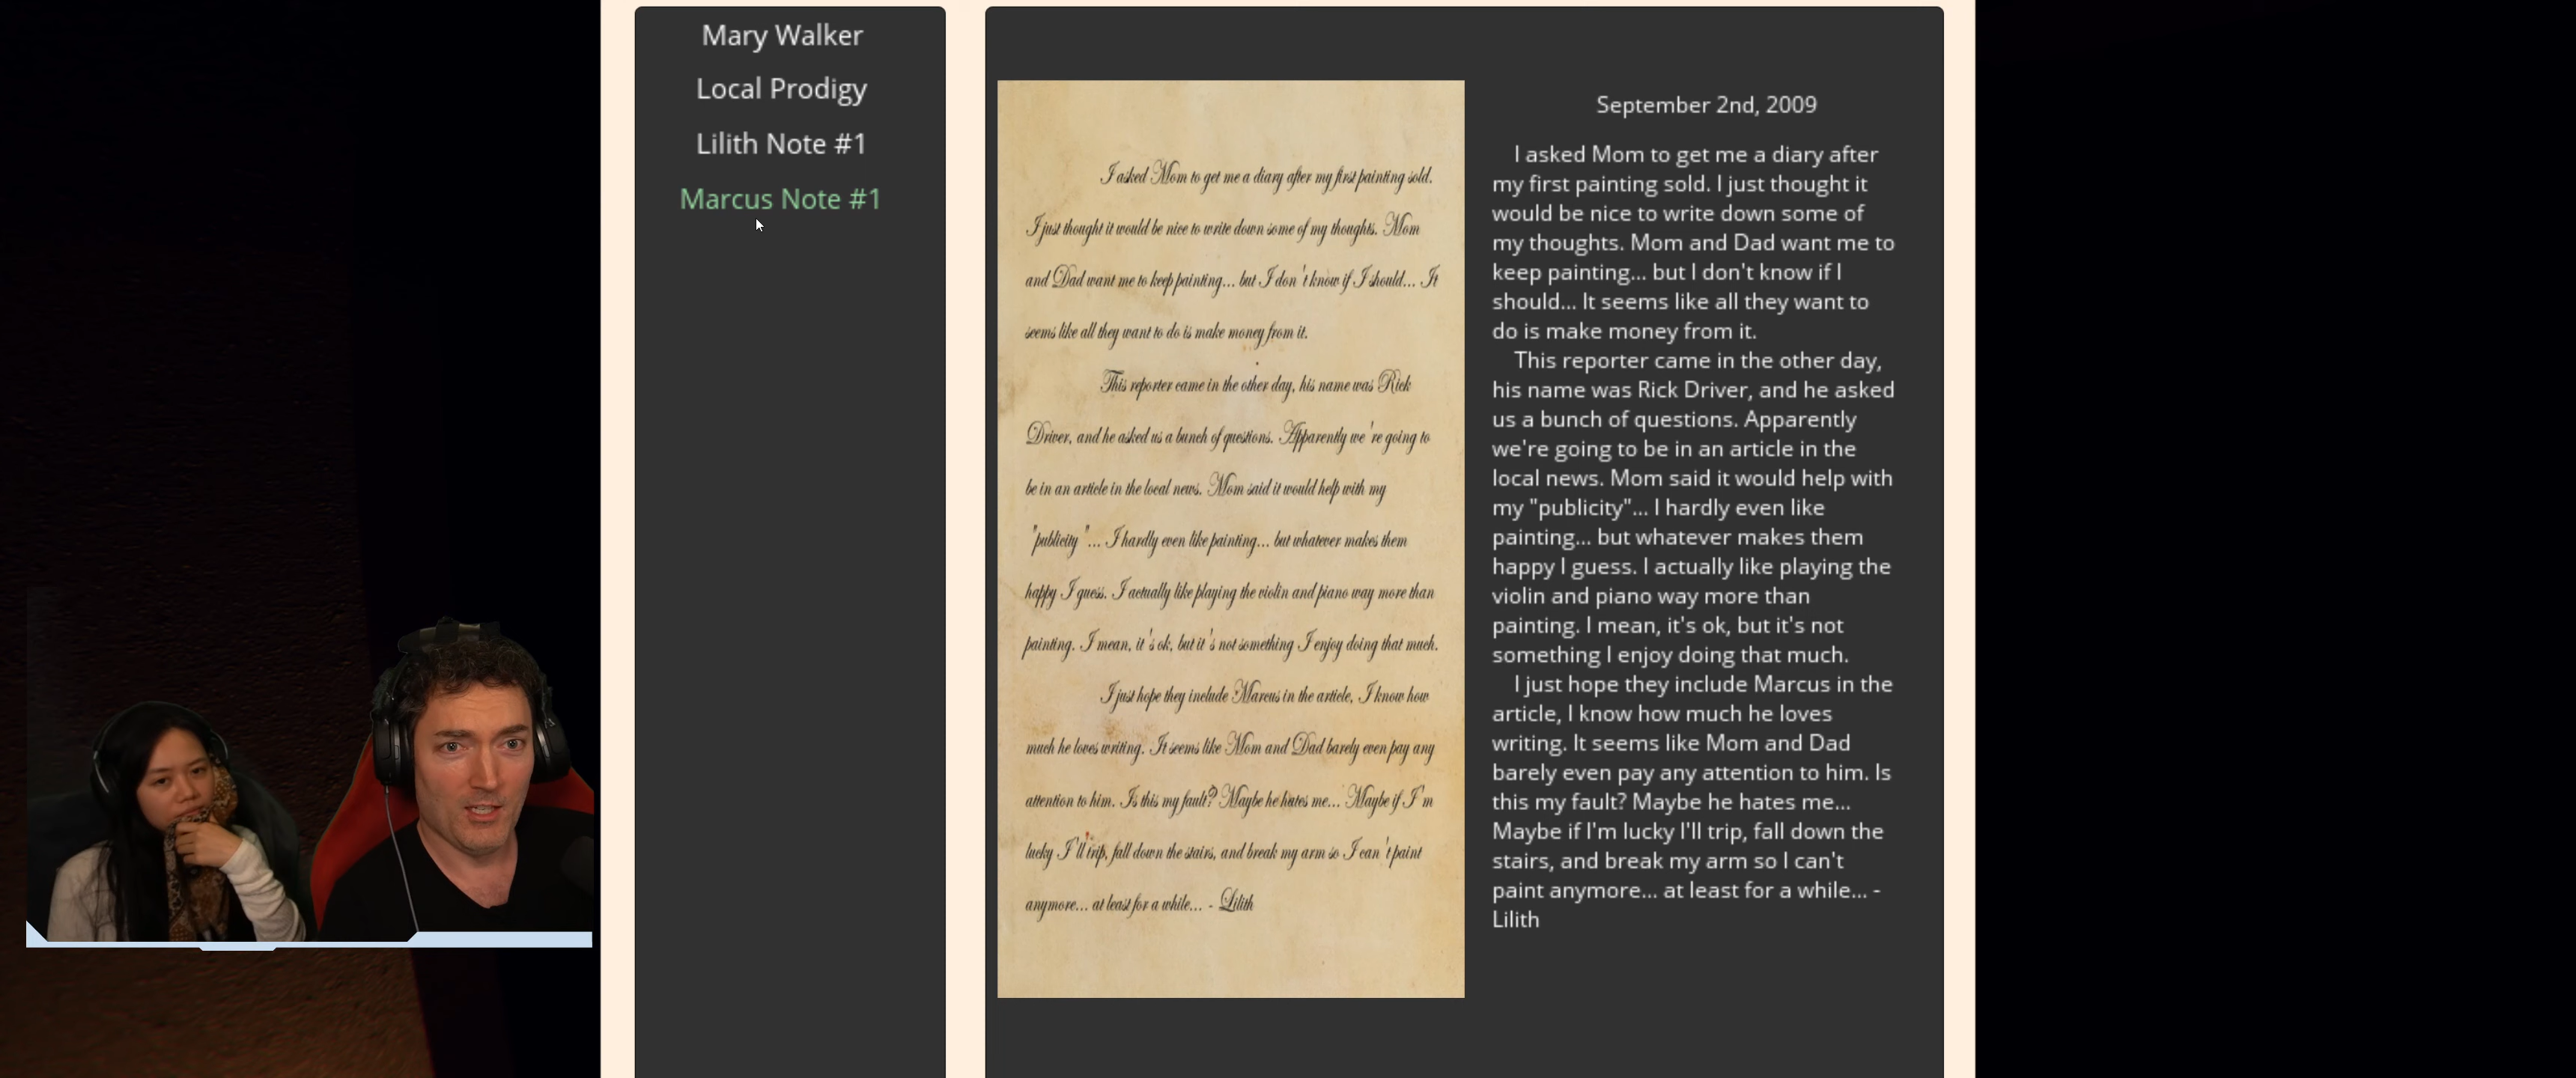 Mary Walker
Local Prodigy
Lilith Note #1
Marcus Note #1
I asked Mom to get me a diary after my first painting sold.
I just thought it would be nice to write down some of my thoughts. Mom
and Dad want me to keep painting... but I don't know if I should... It
seems like all they want to do is make money from it.
This reporter came in the other day, his name was Rick
Driver, and he asked us a bunch of questions. Apparently we're going to
be in an article in the local news. Mom said it would help with my
"publicity"... I hardly even like painting... but whatever makes them
happy I guess. I actually like playing the violin and piano way more than
painting. I mean, it's ok, but it's not something I enjoy doing that much.
I just hope they include Marcus in the article, I know how
much he loves writing. It seems like Mom and Dad barely even pay any
attention to him. Is this my fault? Maybe he hates me... Maybe if I'm
lucky I'll trip, fall down the stairs, and break my arm so I can't paint
anymore... at least for a while... - Lilith
September 2nd, 2009
I asked Mom to get me a diary after
my first painting sold. I just thought it
would be nice to write down some of
my thoughts. Mom and Dad want me to
keep painting... but I don't know if I
should... It seems like all they want to
do is make money from it.
This reporter came in the other day,
his name was Rick Driver, and he asked
us a bunch of questions. Apparently
we're going to be in an article in the
local news. Mom said it would help with
my "publicity"... I hardly even like
painting... but whatever makes them
happy I guess. I actually like playing the
violin and piano way more than
painting. I mean, it's ok, but it's not
something I enjoy doing that much.
I just hope they include Marcus in the
article, I know how much he loves
writing. It seems like Mom and Dad
barely even pay any attention to him. Is
this my fault? Maybe he hates me...
Maybe if I'm lucky I'll trip, fall down the
stairs, and break my arm so I can't
paint anymore... at least for a while... -
Lilith